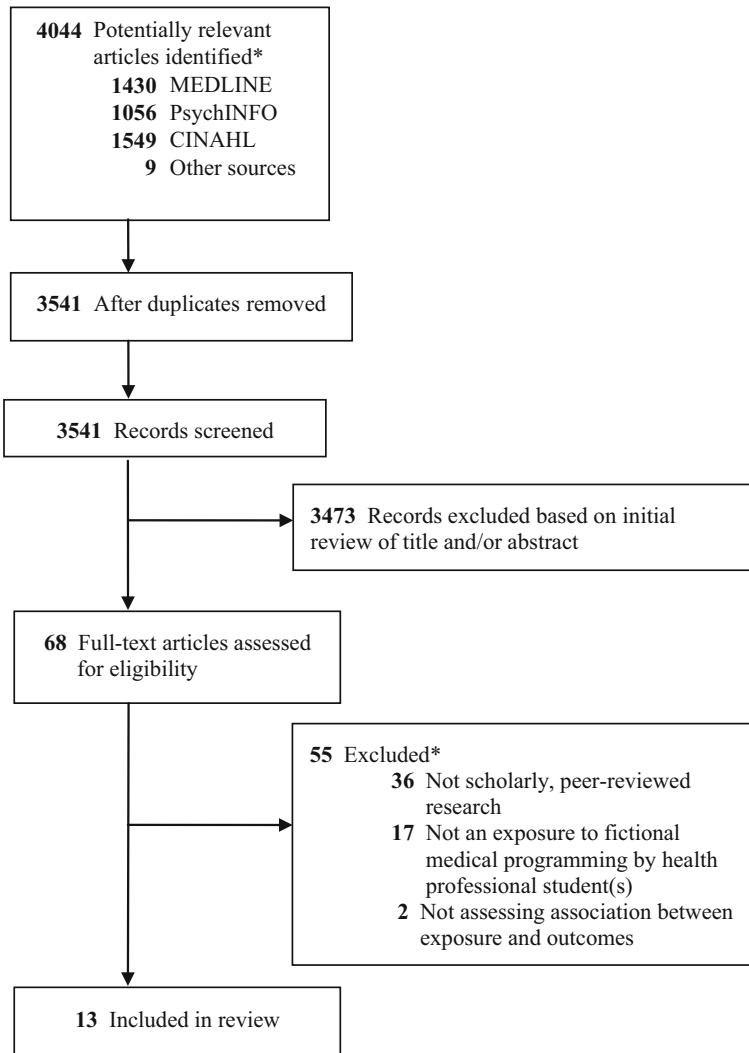 4044 Potentially relevant
articles identified*
1430 MEDLINE
1056 PsychINFO
1549 CINAHL
9 Other sources
3541 After duplicates removed
3541 Records screened
3473 Records excluded based on initial
review of title and/or abstract
68 Full-text articles assessed
for eligibility
55 Excluded*
36 Not scholarly, peer-reviewed
research
17 Not an exposure to fictional
medical programming by health
professional student(s)
2 Not assessing association between
exposure and outcomes
13 Included in review